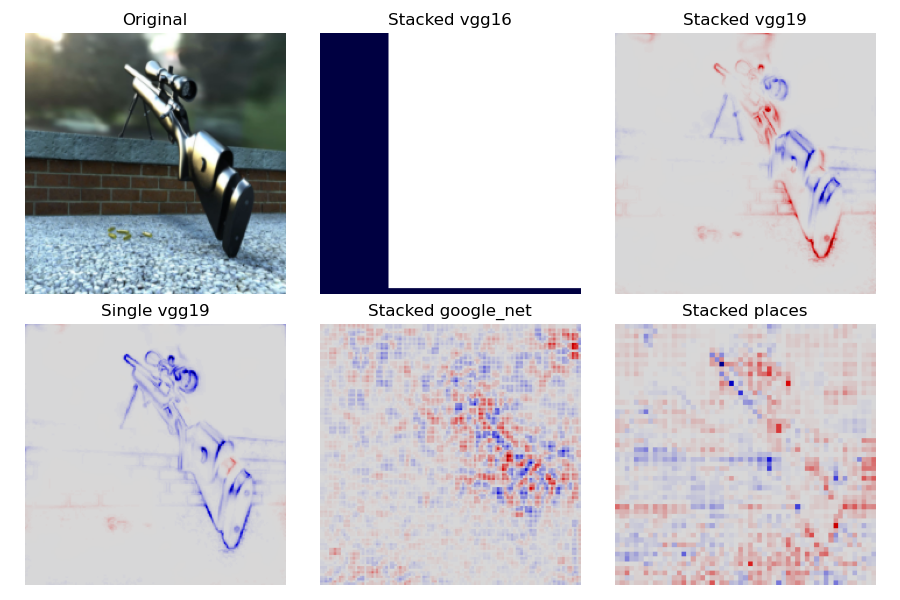 Original
Stacked vgg16
Stacked vgg19
Single vgg19
Stacked google_net
Stacked places